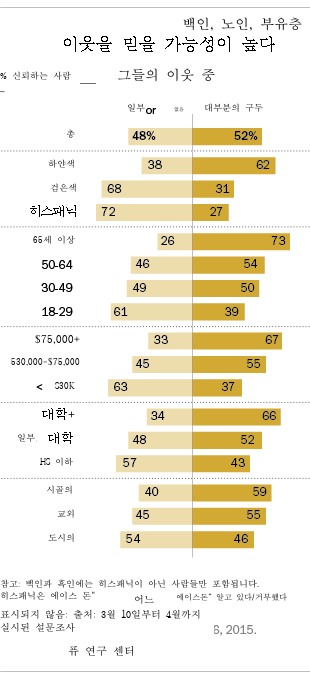 백인, 노인, 부유층
이웃을 믿을 가능성이 높다
% 신뢰하는 사람 __ 그들의 이웃 중
일부or 없음 대부분의 구두
총 48% 52%
하얀색 38 62
검은색 68 31
히스패닉 72 27
65세 이상 26 73
50-64 46 54
30-49 49 50
18-29 61 39
$75,000+ 33 67
$30,000-$75,000 45 55
< $30K 63 37
대학+ 34 66
일부 대학 48 52
HS 이하 57 43
시골의 40 59
교외 45 55
도시의 54 46
참고: 백인과 흑인에는 히스패닉이 아닌 사람들만 포함됩니다.
히스패닉은 에이스 돈" 어느 에이스돈" 알고 있다/거부했다
표시되지 않음: 출처: 3월 10일부터 4월까지
실시된 설문조사 6, 2015.
퓨 연구 센터